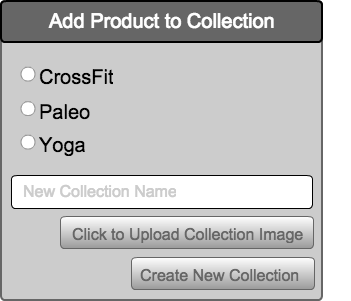 Add Product to Collection
CrossFit
Paleo
Yoga
New Collection Name
Click to Upload Collection Image
Create New Collection